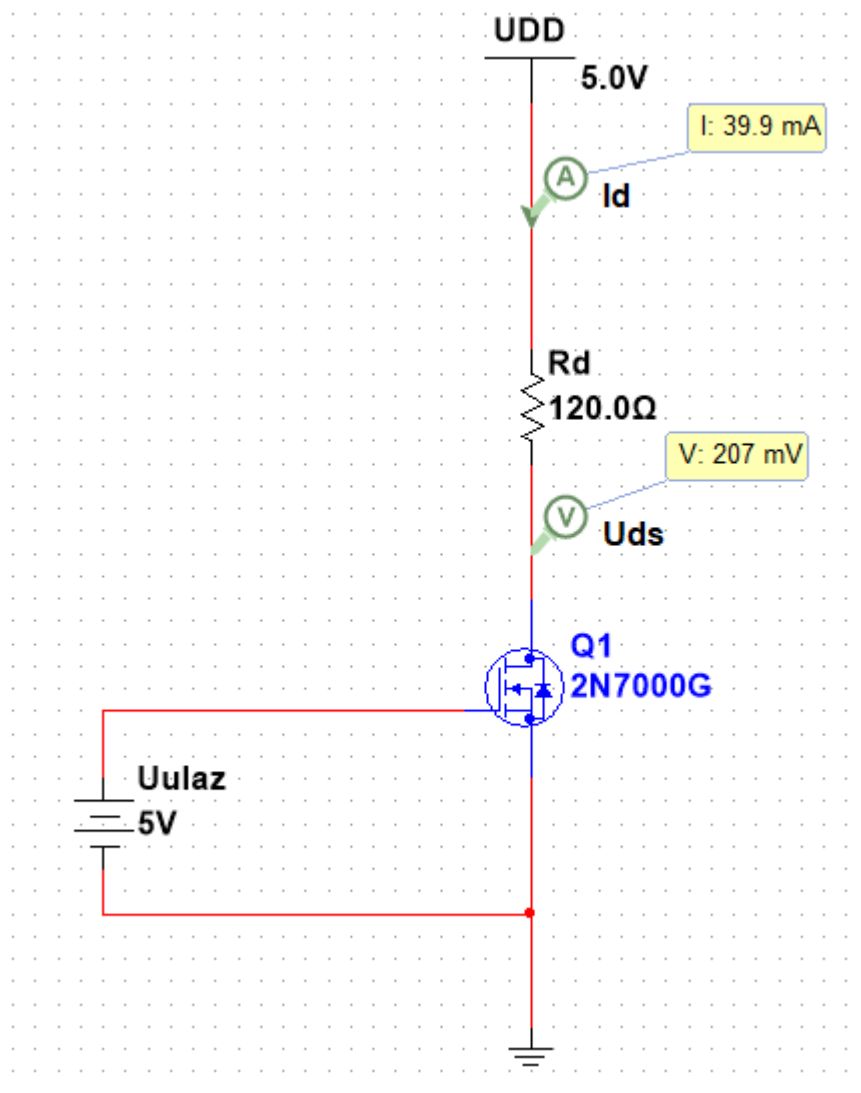 UDD
5.0V
I: 39.9 mA
A
Id
Rd
120.0Ω
V: 207 mV
V
Uds
Q1
2N7000G
Uulaz
5V